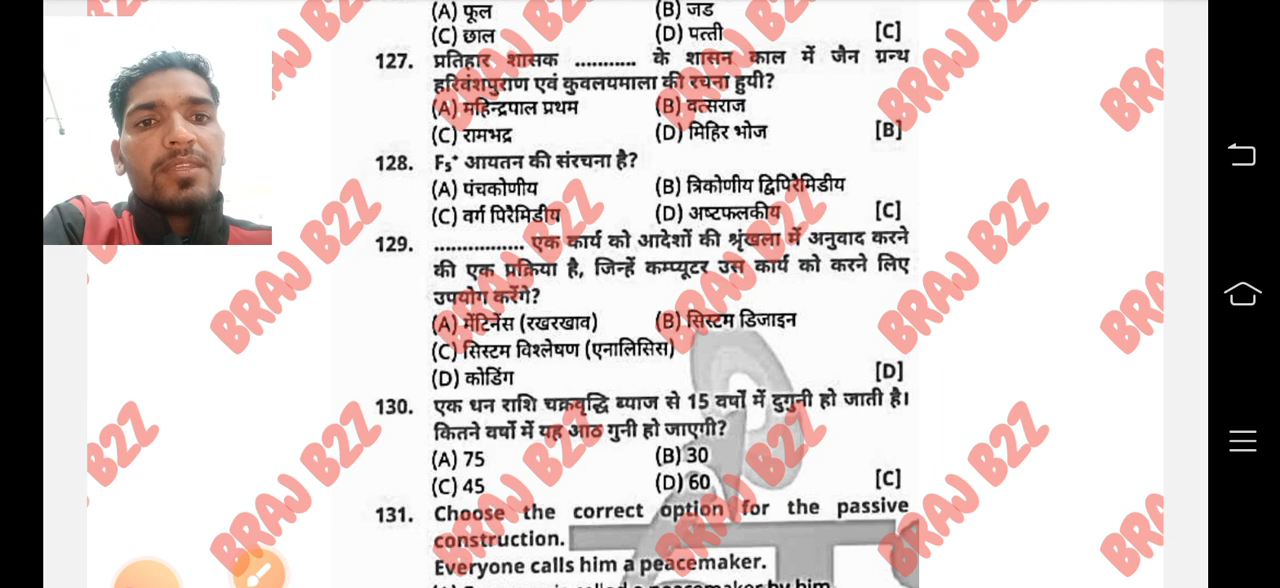 (A) फूल (B) जड
(C) छाल (D) पत्ती [C]
127. प्रतिहार शासक ........... के शासन काल में जैन ग्रन्थ
हरिवंशपुराण एवं कुवलयमाला की रचना हुयी?
(A) महिन्द्रपाल प्रथम (B) वत्सराज
(C) रामभद्र (D) मिहिर भोज [B]
128. F₅⁺ आयतन की संरचना है?
(A) पंचकोणीय (B) त्रिकोणीय द्विपिरैमिडीय
(C) वर्ग पिरैमिडीय (D) अष्टफलकीय [C]
129. ................ एक कार्य को आदेशों की श्रृंखला में अनुवाद करने
की एक प्रक्रिया है, जिन्हें कम्प्यूटर उस कार्य को करने लिए
उपयोग करेंगे?
(A) मेंटिनेंस (रखरखाव) (B) सिस्टम डिजाइन
(C) सिस्टम विश्लेषण (एनालिसिस)
(D) कोडिंग [D]
130. एक धन राशि चक्रवृद्धि ब्याज से 15 वर्षों में दुगुनी हो जाती है।
कितने वर्षों में यह आठ गुनी हो जाएगी?
(A) 75 (B) 30
(C) 45 (D) 60 [C]
131. Choose the correct option for the passive
construction.
Everyone calls him a peacemaker.
BRAJ B2Z